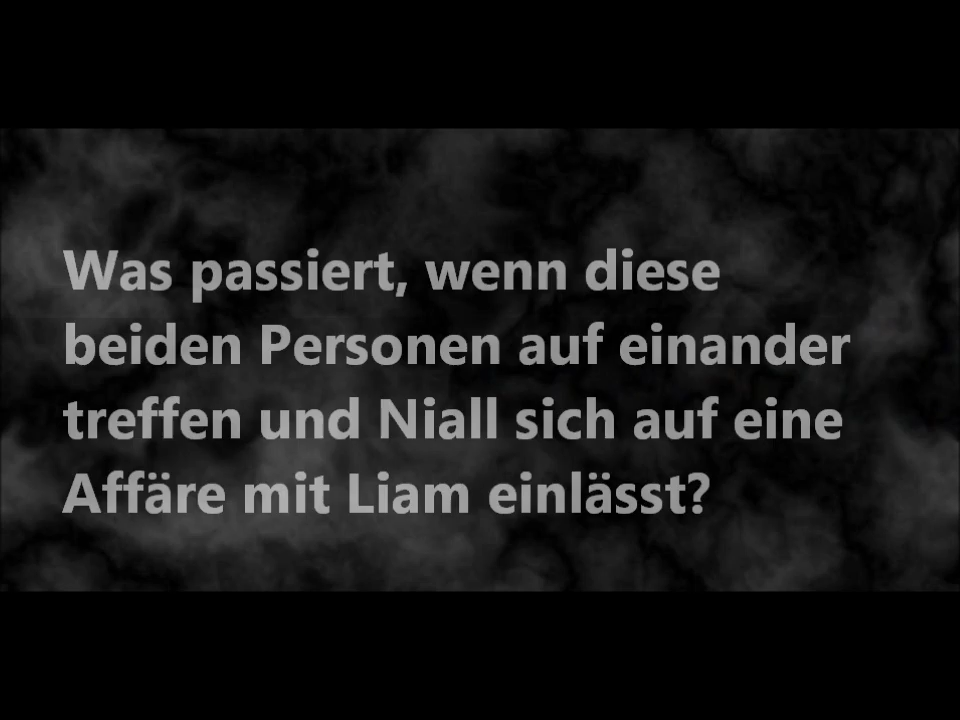 Was passiert, wenn diese
beiden Personen auf einander
treffen und Niall sich auf eine
Affäre mit Liam einlässt?